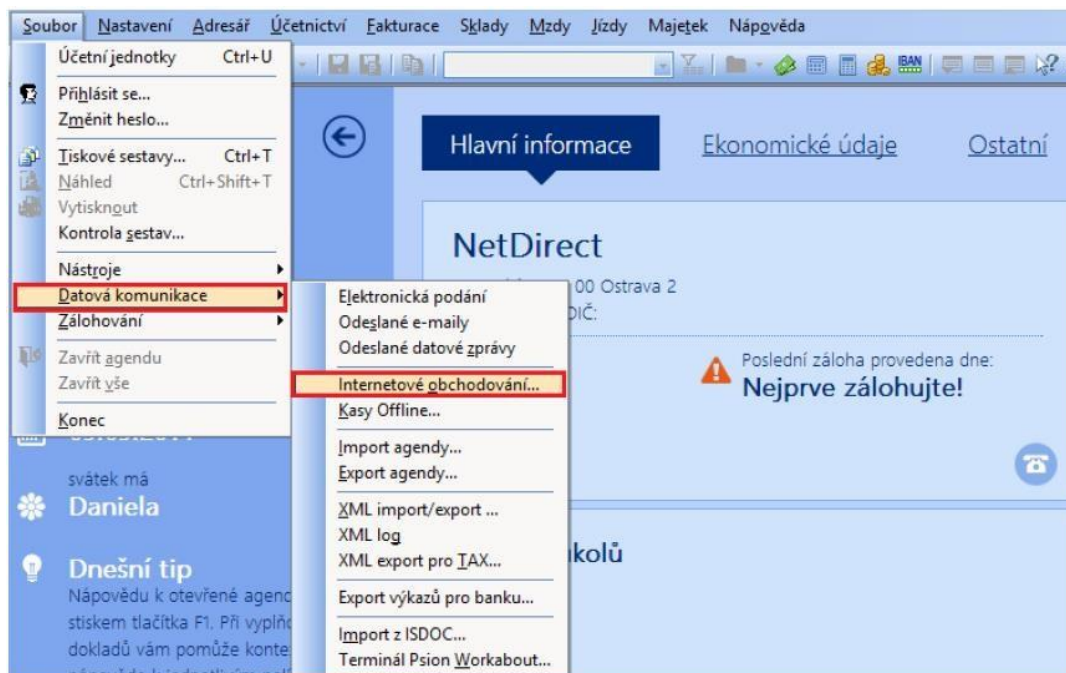 Soubor Nastavení Adresář Účetnictví Fakturace Sklady Mzdy Jízdy Majetek Nápověda
Účetní jednotky Ctrl+U
IBAN
Přihlásit se...
Změnit heslo...
Tiskové sestavy... Ctrl+T
Náhled Ctrl+Shift+T
Vytisknout
Kontrola sestav...
Nástroje
Datová komunikace
Zálohování
Zavřít agendu
Zavřít vše
Konec
Elektronická podání
Odeslané e-maily
Odeslané datové zprávy
Internetové obchodování...
Kasy Offline...
Import agendy...
Export agendy...
XML import/export ...
XML log
XML export pro TAX...
Export výkazů pro banku...
Import z ISDOC...
Terminál Psion Workabout...
Hlavní informace Ekonomické údaje Ostatní
NetDirect
00 Ostrava 2
DIČ:
Poslední záloha provedena dne:
Nejprve zálohujte!
svátek má
Daniela
Dnešní tip
Nápovědu k otevřené
stiskem tlačítka F1. Při
dokladů vám pomůže